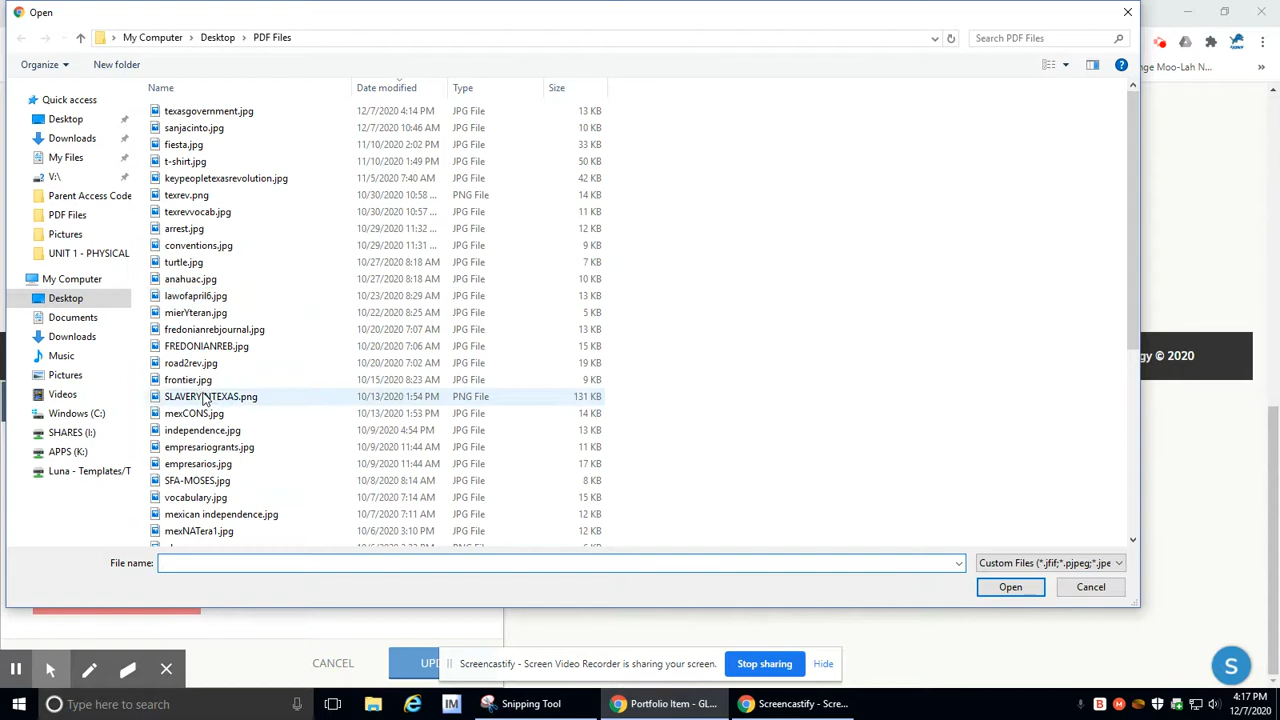 Open
My Computer > Desktop > PDF Files
Search PDF Files
Organize
New folder
nge Moo-Lah N...
Name Date modified Type Size
Quick access
Desktop
Downloads
My Files
V:\
Parent Access Code
PDF Files
Pictures
UNIT 1 - PHYSICAL
My Computer
Desktop
Documents
Downloads
Music
Pictures
Videos
Windows (C:)
SHARES (I:)
APPS (K:)
Luna - Templates/T
texasgovernment.jpg 12/7/2020 4:14 PM JPG File 13 KB
sanjacinto.jpg 12/7/2020 10:46 AM JPG File 10 KB
fiesta.jpg 11/10/2020 2:02 PM JPG File 33 KB
t-shirt.jpg 11/10/2020 1:49 PM JPG File 50 KB
keypeopletexasrevolution.jpg 11/5/2020 7:40 AM JPG File 42 KB
texrev.png 10/30/2020 10:58 ... PNG File 14 KB
texrevvocab.jpg 10/30/2020 10:57 ... JPG File 11 KB
arrest.jpg 10/29/2020 11:32 ... JPG File 12 KB
conventions.jpg 10/29/2020 11:31 ... JPG File 9 KB
turtle.jpg 10/27/2020 8:18 AM JPG File 7 KB
anahuac.jpg 10/27/2020 8:18 AM JPG File 10 KB
lawofapril6.jpg 10/23/2020 8:29 AM JPG File 13 KB
mierYteran.jpg 10/22/2020 8:25 AM JPG File 5 KB
fredonianrebjournal.jpg 10/20/2020 7:07 AM JPG File 13 KB
FREDONIANREB.jpg 10/20/2020 7:06 AM JPG File 15 KB
road2rev.jpg 10/20/2020 7:02 AM JPG File 19 KB
frontier.jpg 10/15/2020 8:23 AM JPG File 9 KB
SLAVERYINTEXAS.png 10/13/2020 1:54 PM PNG File 131 KB
mexCONS.jpg 10/13/2020 1:53 PM JPG File 14 KB
independence.jpg 10/9/2020 4:54 PM JPG File 13 KB
empresariogrants.jpg 10/9/2020 11:44 AM JPG File 11 KB
empresarios.jpg 10/9/2020 11:44 AM JPG File 17 KB
SFA-MOSES.jpg 10/8/2020 8:14 AM JPG File 8 KB
vocabulary.jpg 10/7/2020 7:14 AM JPG File 15 KB
mexican independence.jpg 10/7/2020 7:14 AM JPG File 12 KB
mexNATera1.jpg 10/6/2020 3:10 PM JPG File 12 KB
gy © 2020
File name:
Custom Files (*.jfif;*.pjpeg;*.jpe
Open
Cancel
CANCEL
UPD
Screencastify - Screen Video Recorder is sharing your screen.
Stop sharing
Hide
S
Type here to search
IM
Snipping Tool
Portfolio Item - GL...
Screencastify - Scre...
4:17 PM
12/7/2020